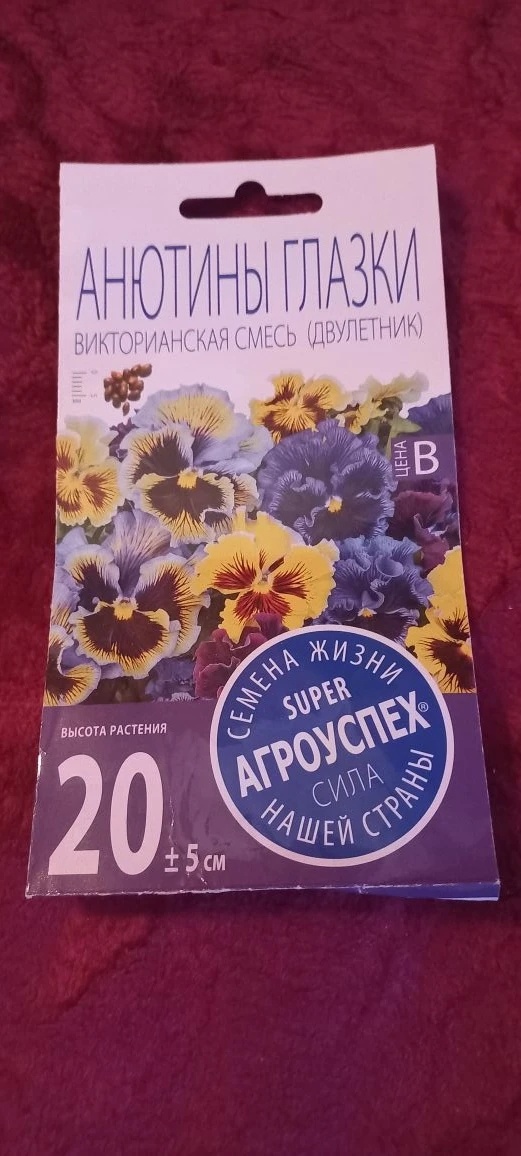 АНЮТИНЫ ГЛАЗКИ
ВИКТОРИАНСКАЯ СМЕСЬ (ДВУЛЕТНИК)
ЦЕНА B
ВЫСОТА РАСТЕНИЯ
20 ± 5 см
СЕМЕНА ЖИЗНИ
SUPER
АГРОУСПЕХ®
СИЛА
НАШЕЙ СТРАНЫ